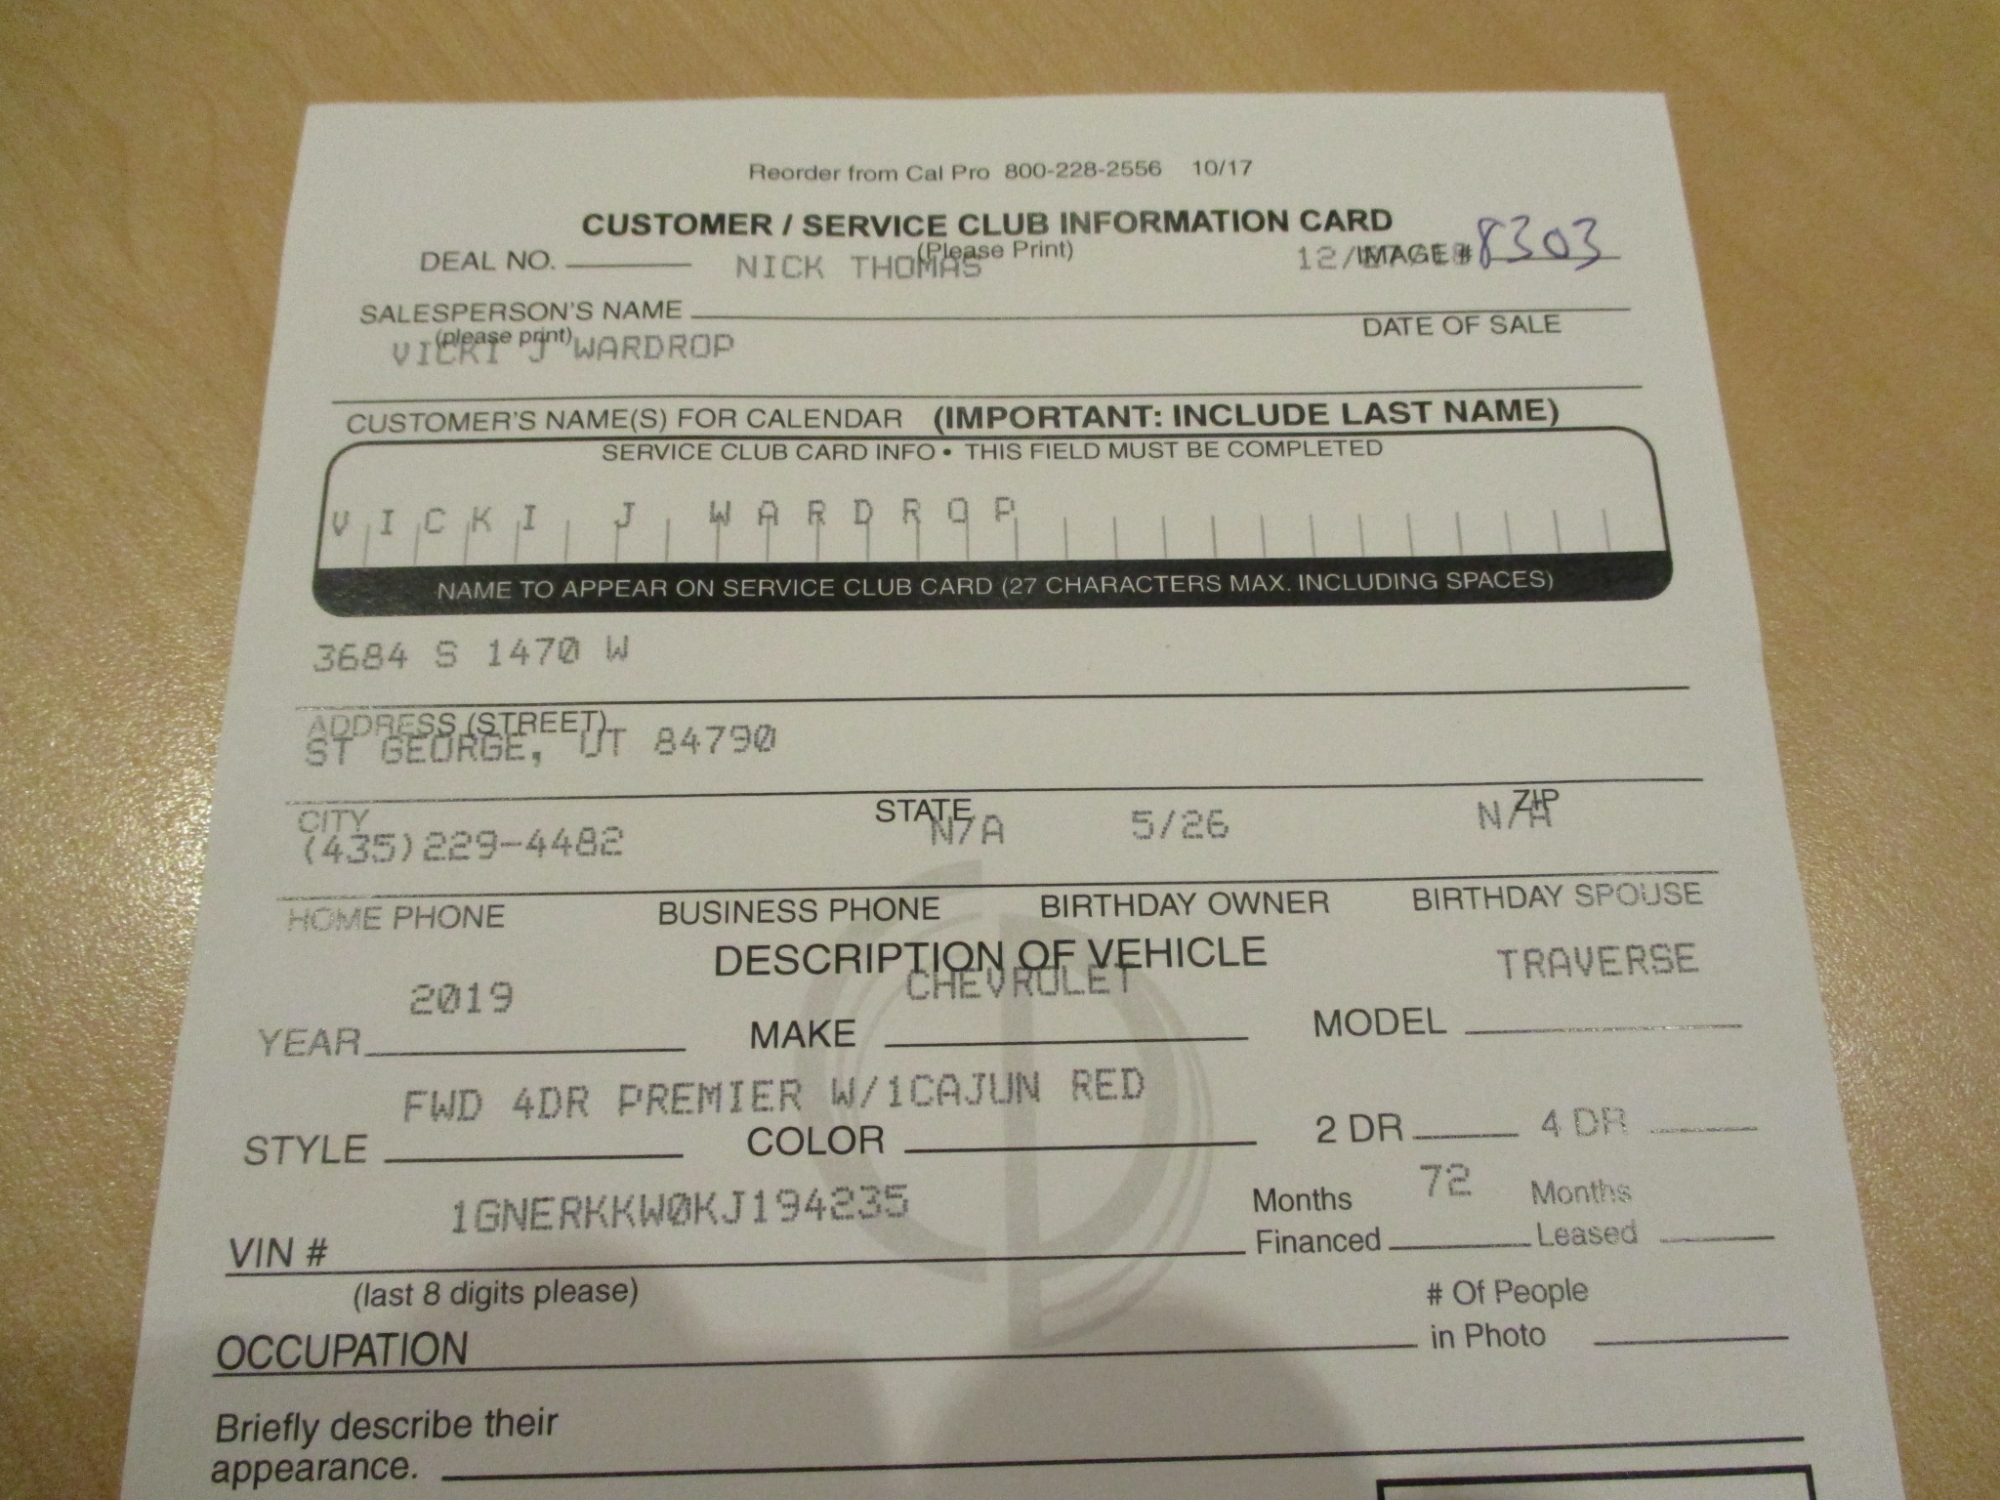 Reorder from Cal Pro 800-228-2556 10/17
CUSTOMER / SERVICE CLUB INFORMATION CARD
(Please Print)
DEAL NO. NICK THOMAS 12/ IMAGE # 8303
SALESPERSON'S NAME
(please print) DATE OF SALE
VICKI J WARDROP
CUSTOMER'S NAME(S) FOR CALENDAR (IMPORTANT: INCLUDE LAST NAME)
SERVICE CLUB CARD INFO • THIS FIELD MUST BE COMPLETED
VICKI J WARDROP
NAME TO APPEAR ON SERVICE CLUB CARD (27 CHARACTERS MAX. INCLUDING SPACES)
3684 S 1470 W
ADDRESS (STREET)
ST GEORGE, UT 84790
CITY STATE ZIP
(435)229-4482 N/A 5/26 N/A
HOME PHONE BUSINESS PHONE BIRTHDAY OWNER BIRTHDAY SPOUSE
DESCRIPTION OF VEHICLE
2019 CHEVROLET TRAVERSE
YEAR MAKE MODEL
FWD 4DR PREMIER W/1CAJUN RED
STYLE COLOR 2 DR 4 DR
1GNERKKW0KJ194235 Months 72 Months
VIN # Financed Leased
(last 8 digits please) # Of People
OCCUPATION in Photo
Briefly describe their
appearance.